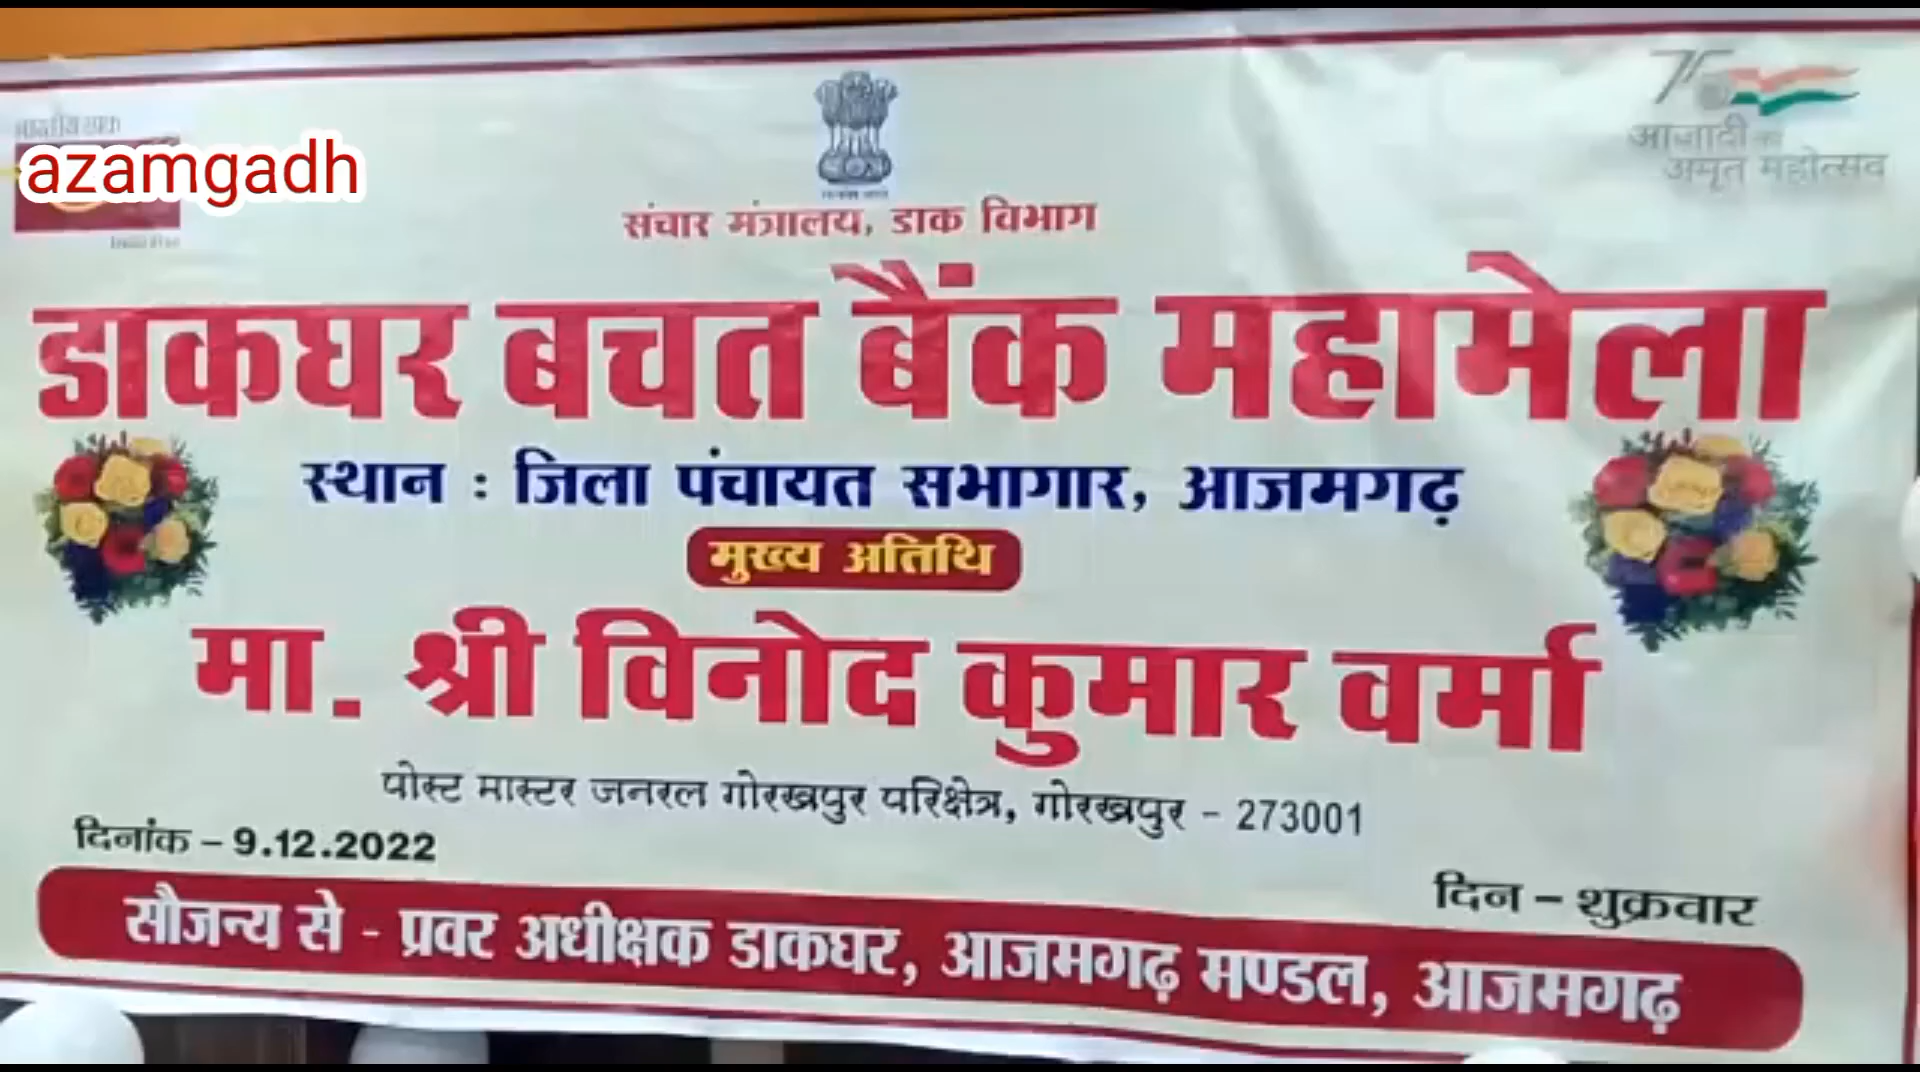 भारतीय डाक
azamgadh
आज़ादी का
अमृत महोत्सव
संचार मंत्रालय, डाक विभाग
डाकघर बचत बैंक महामेला
स्थान : जिला पंचायत सभागार, आजमगढ़
मुख्य अतिथि
मा. श्री विनोद कुमार वर्मा
पोस्ट मास्टर जनरल गोरखपुर परिक्षेत्र, गोरखपुर - 273001
दिनांक – 9.12.2022
दिन – शुक्रवार
सौजन्य से - प्रवर अधीक्षक डाकघर, आजमगढ़ मण्डल, आजमगढ़